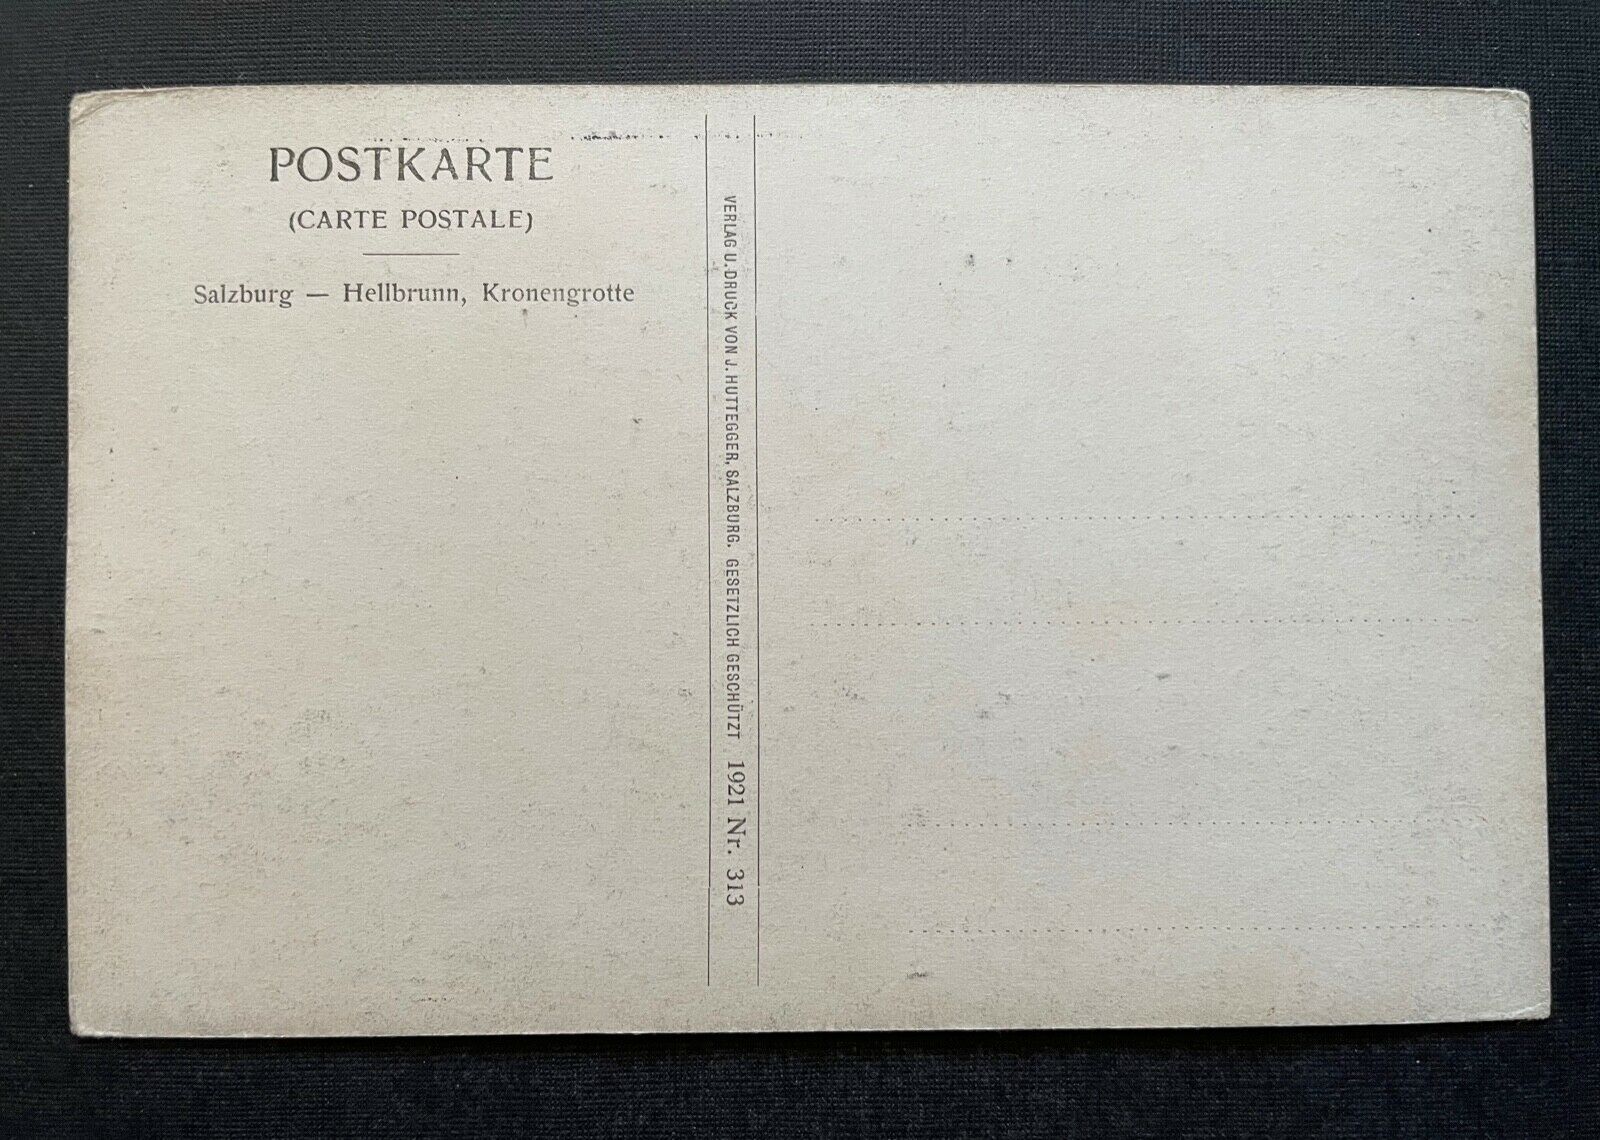 POSTKARTE
(CARTE POSTALE)
Salzburg — Hellbrunn, Kronengrotte
VERLAG U. DRUCK VON J. HUTTEGGER, SALZBURG. GESETZLICH GESCHÜTZT 1921 Nr. 313